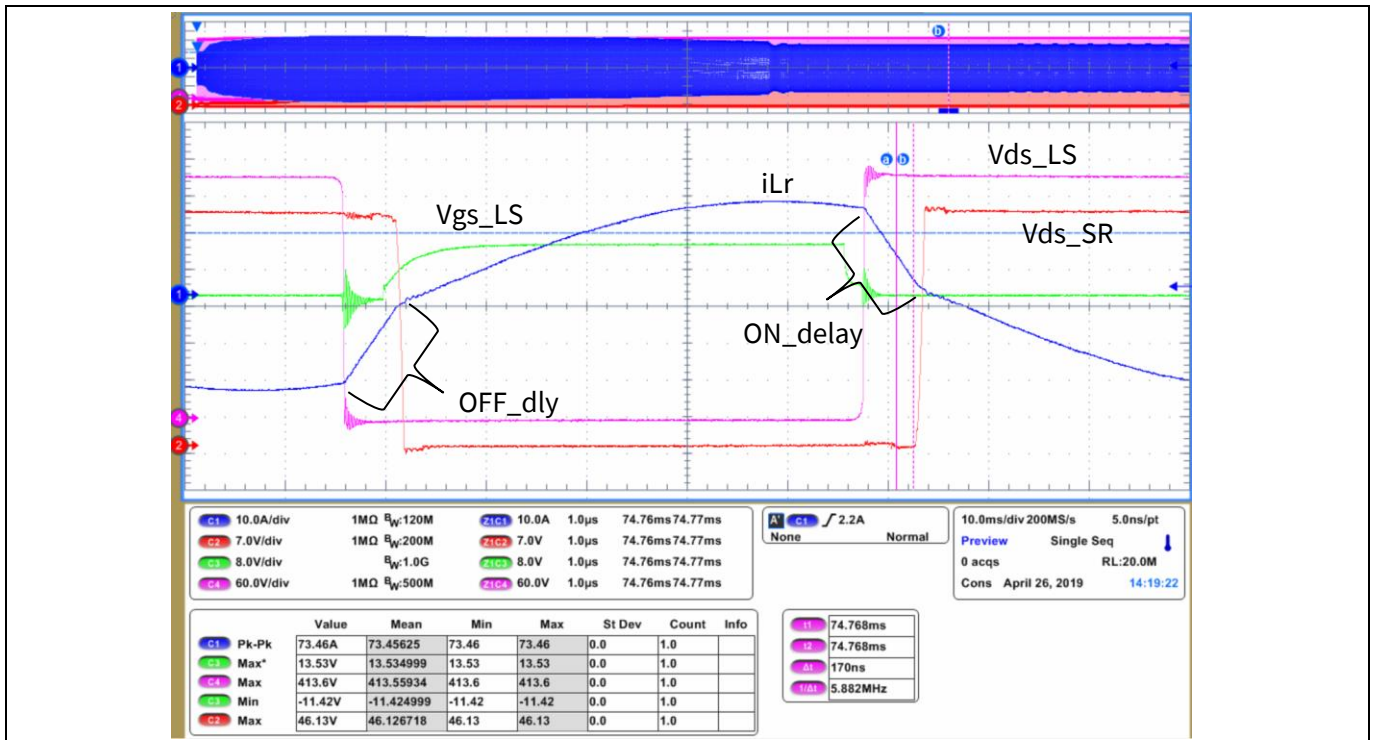 b
1
2
a b
Vds_LS
iLr
Vgs_LS
Vds_SR
1
ON_delay
OFF_dly
4
2
C1 10.0A/div 1MΩ BW:120M Z1C1 10.0A 1.0µs 74.76ms 74.77ms
C2 7.0V/div 1MΩ BW:200M Z1C2 7.0V 1.0µs 74.76ms 74.77ms
C3 8.0V/div BW:1.0G Z1C3 8.0V 1.0µs 74.76ms 74.77ms
C4 60.0V/div 1MΩ BW:500M Z1C4 60.0V 1.0µs 74.76ms 74.77ms
A' C1 2.2A
None Normal
10.0ms/div 200MS/s 5.0ns/pt
Preview Single Seq
0 acqs RL:20.0M
Cons April 26, 2019 14:19:22
Value Mean Min Max St Dev Count Info
C1 Pk-Pk 73.46A 73.45625 73.46 73.46 0.0 1.0
C3 Max* 13.53V 13.534999 13.53 13.53 0.0 1.0
C4 Max 413.6V 413.55934 413.6 413.6 0.0 1.0
C3 Min -11.42V -11.424999 -11.42 -11.42 0.0 1.0
C2 Max 46.13V 46.126718 46.13 46.13 0.0 1.0
t1 74.768ms
t2 74.768ms
Δt 170ns
1/Δt 5.882MHz